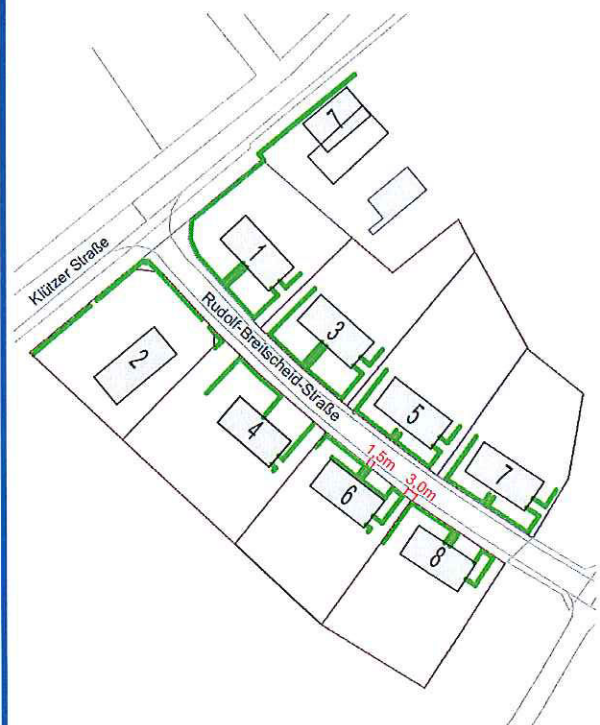 7
1
Klützer Straße
Rudolf-Breitscheid-Straße
3
2
5
4
1,5m
3,0m
7
6
8